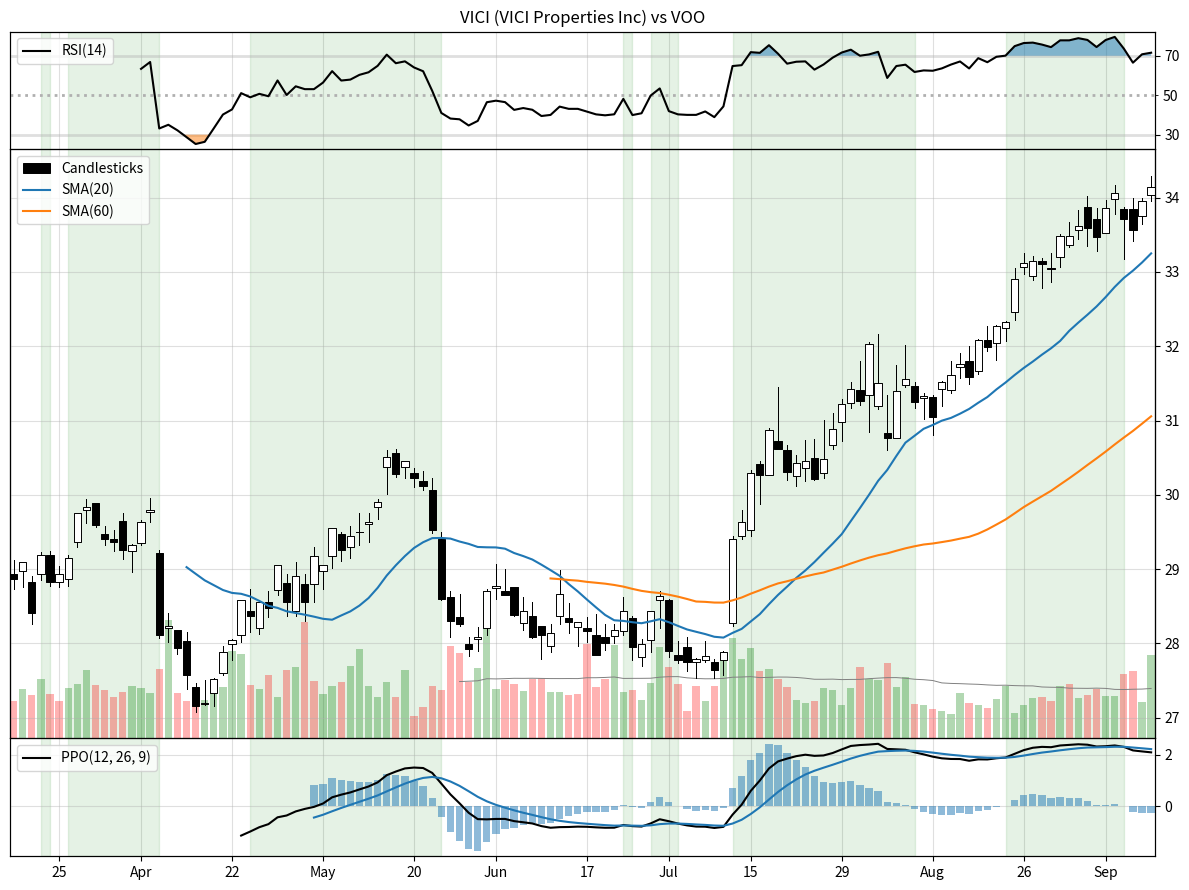 VICI (VICI Properties Inc) vs VOO
RSI(14)
70
50
30
Candlesticks
SMA(20)
SMA(60)
34
33
32
31
30
29
28
27
PPO(12, 26, 9)
2
0
25 Apr 22 May 20 Jun 17 Jul 15 29 Aug 26 Sep